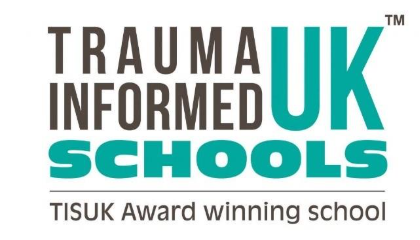 TRAUMA
INFORMED UK™
SCHOOLS
TISUK Award winning school